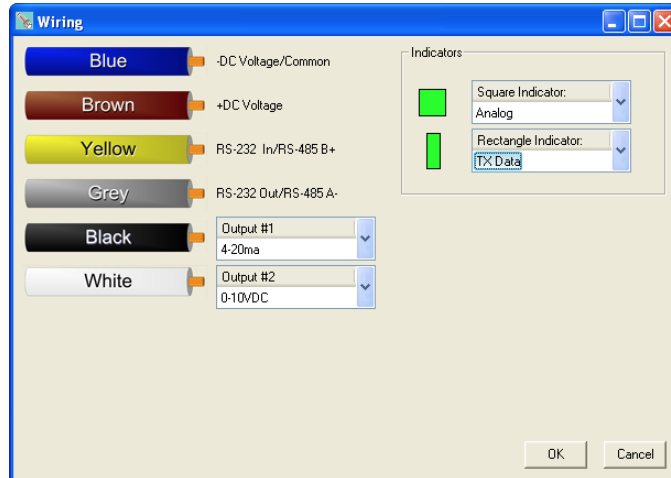 Wiring
Blue
-DC Voltage/Common
Brown
+DC Voltage
Yellow
RS-232 In/RS-485 B+
Grey
RS-232 Out/RS-485 A-
Black
Output #1
4-20ma
White
Output #2
0-10VDC
Indicators
Square Indicator:
Analog
Rectangle Indicator:
TX Data
OK
Cancel